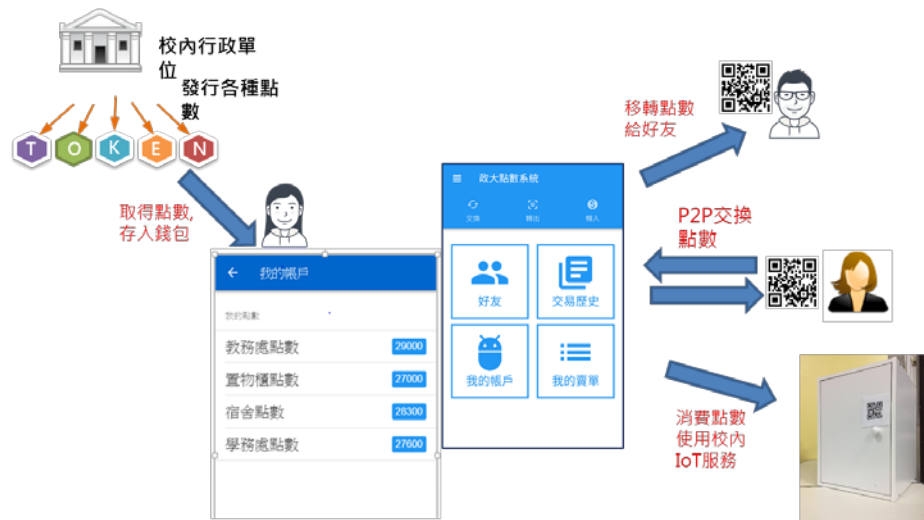 校內行政單
位
發行各種點
數
T O K E N
取得點數,
存入錢包
我的帳戶
我的點數
教務處點數 29000
置物櫃點數 27000
宿舍點數 28300
學務處點數 27600
政大點數系統
交換 轉出 轉入
好友 交易歷史
我的帳戶 我的賣單
移轉點數
給好友
P2P交換
點數
消費點數
使用校內
IoT服務